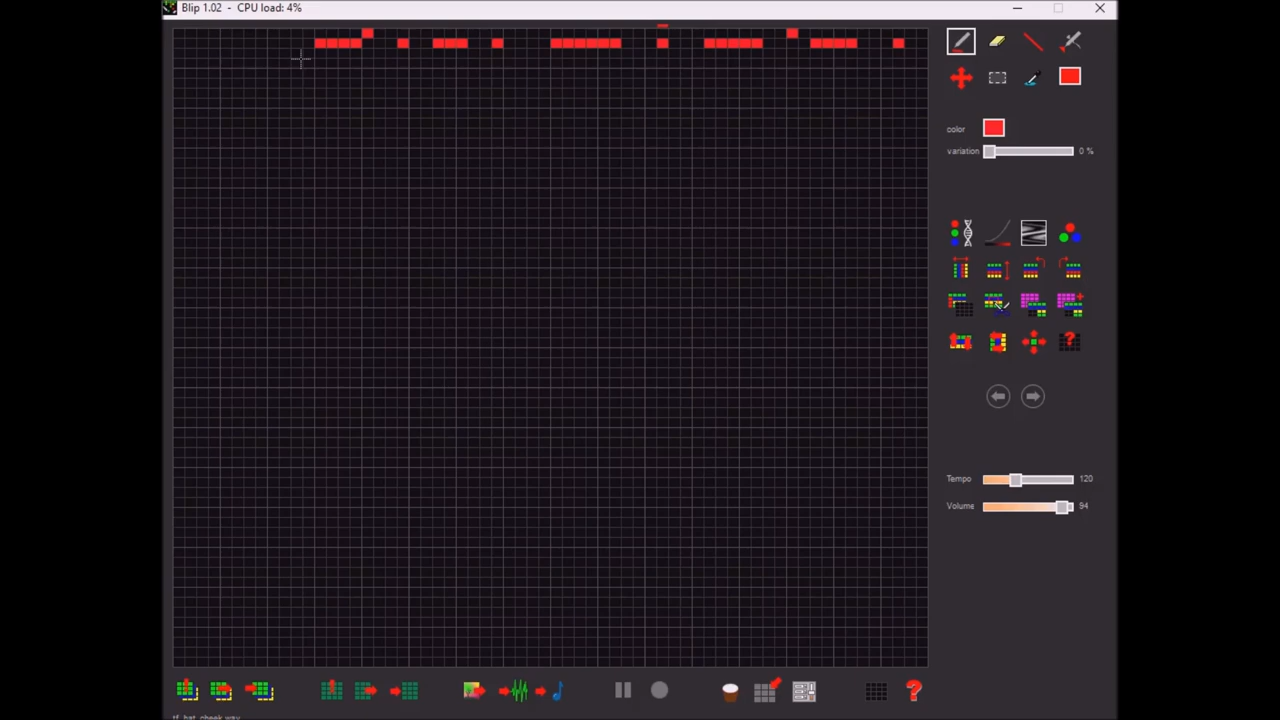 Blip 1.02 - CPU load: 4%
color
variation 0 %
Tempo 120
Volume 94